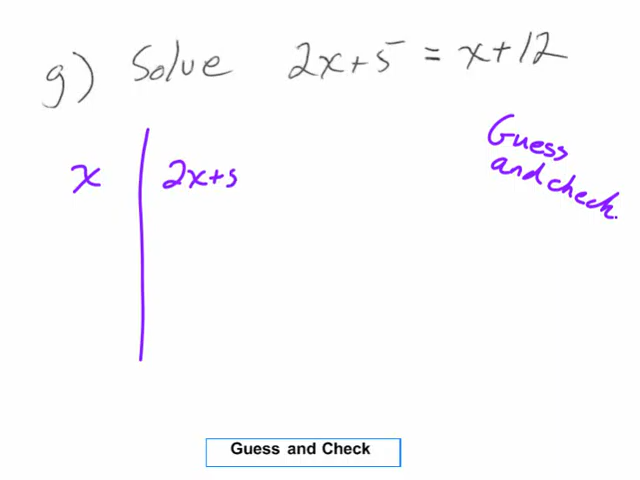 g) Solve 2x+5 = x+12
Guess
and check.
x 2x+5
Guess and Check